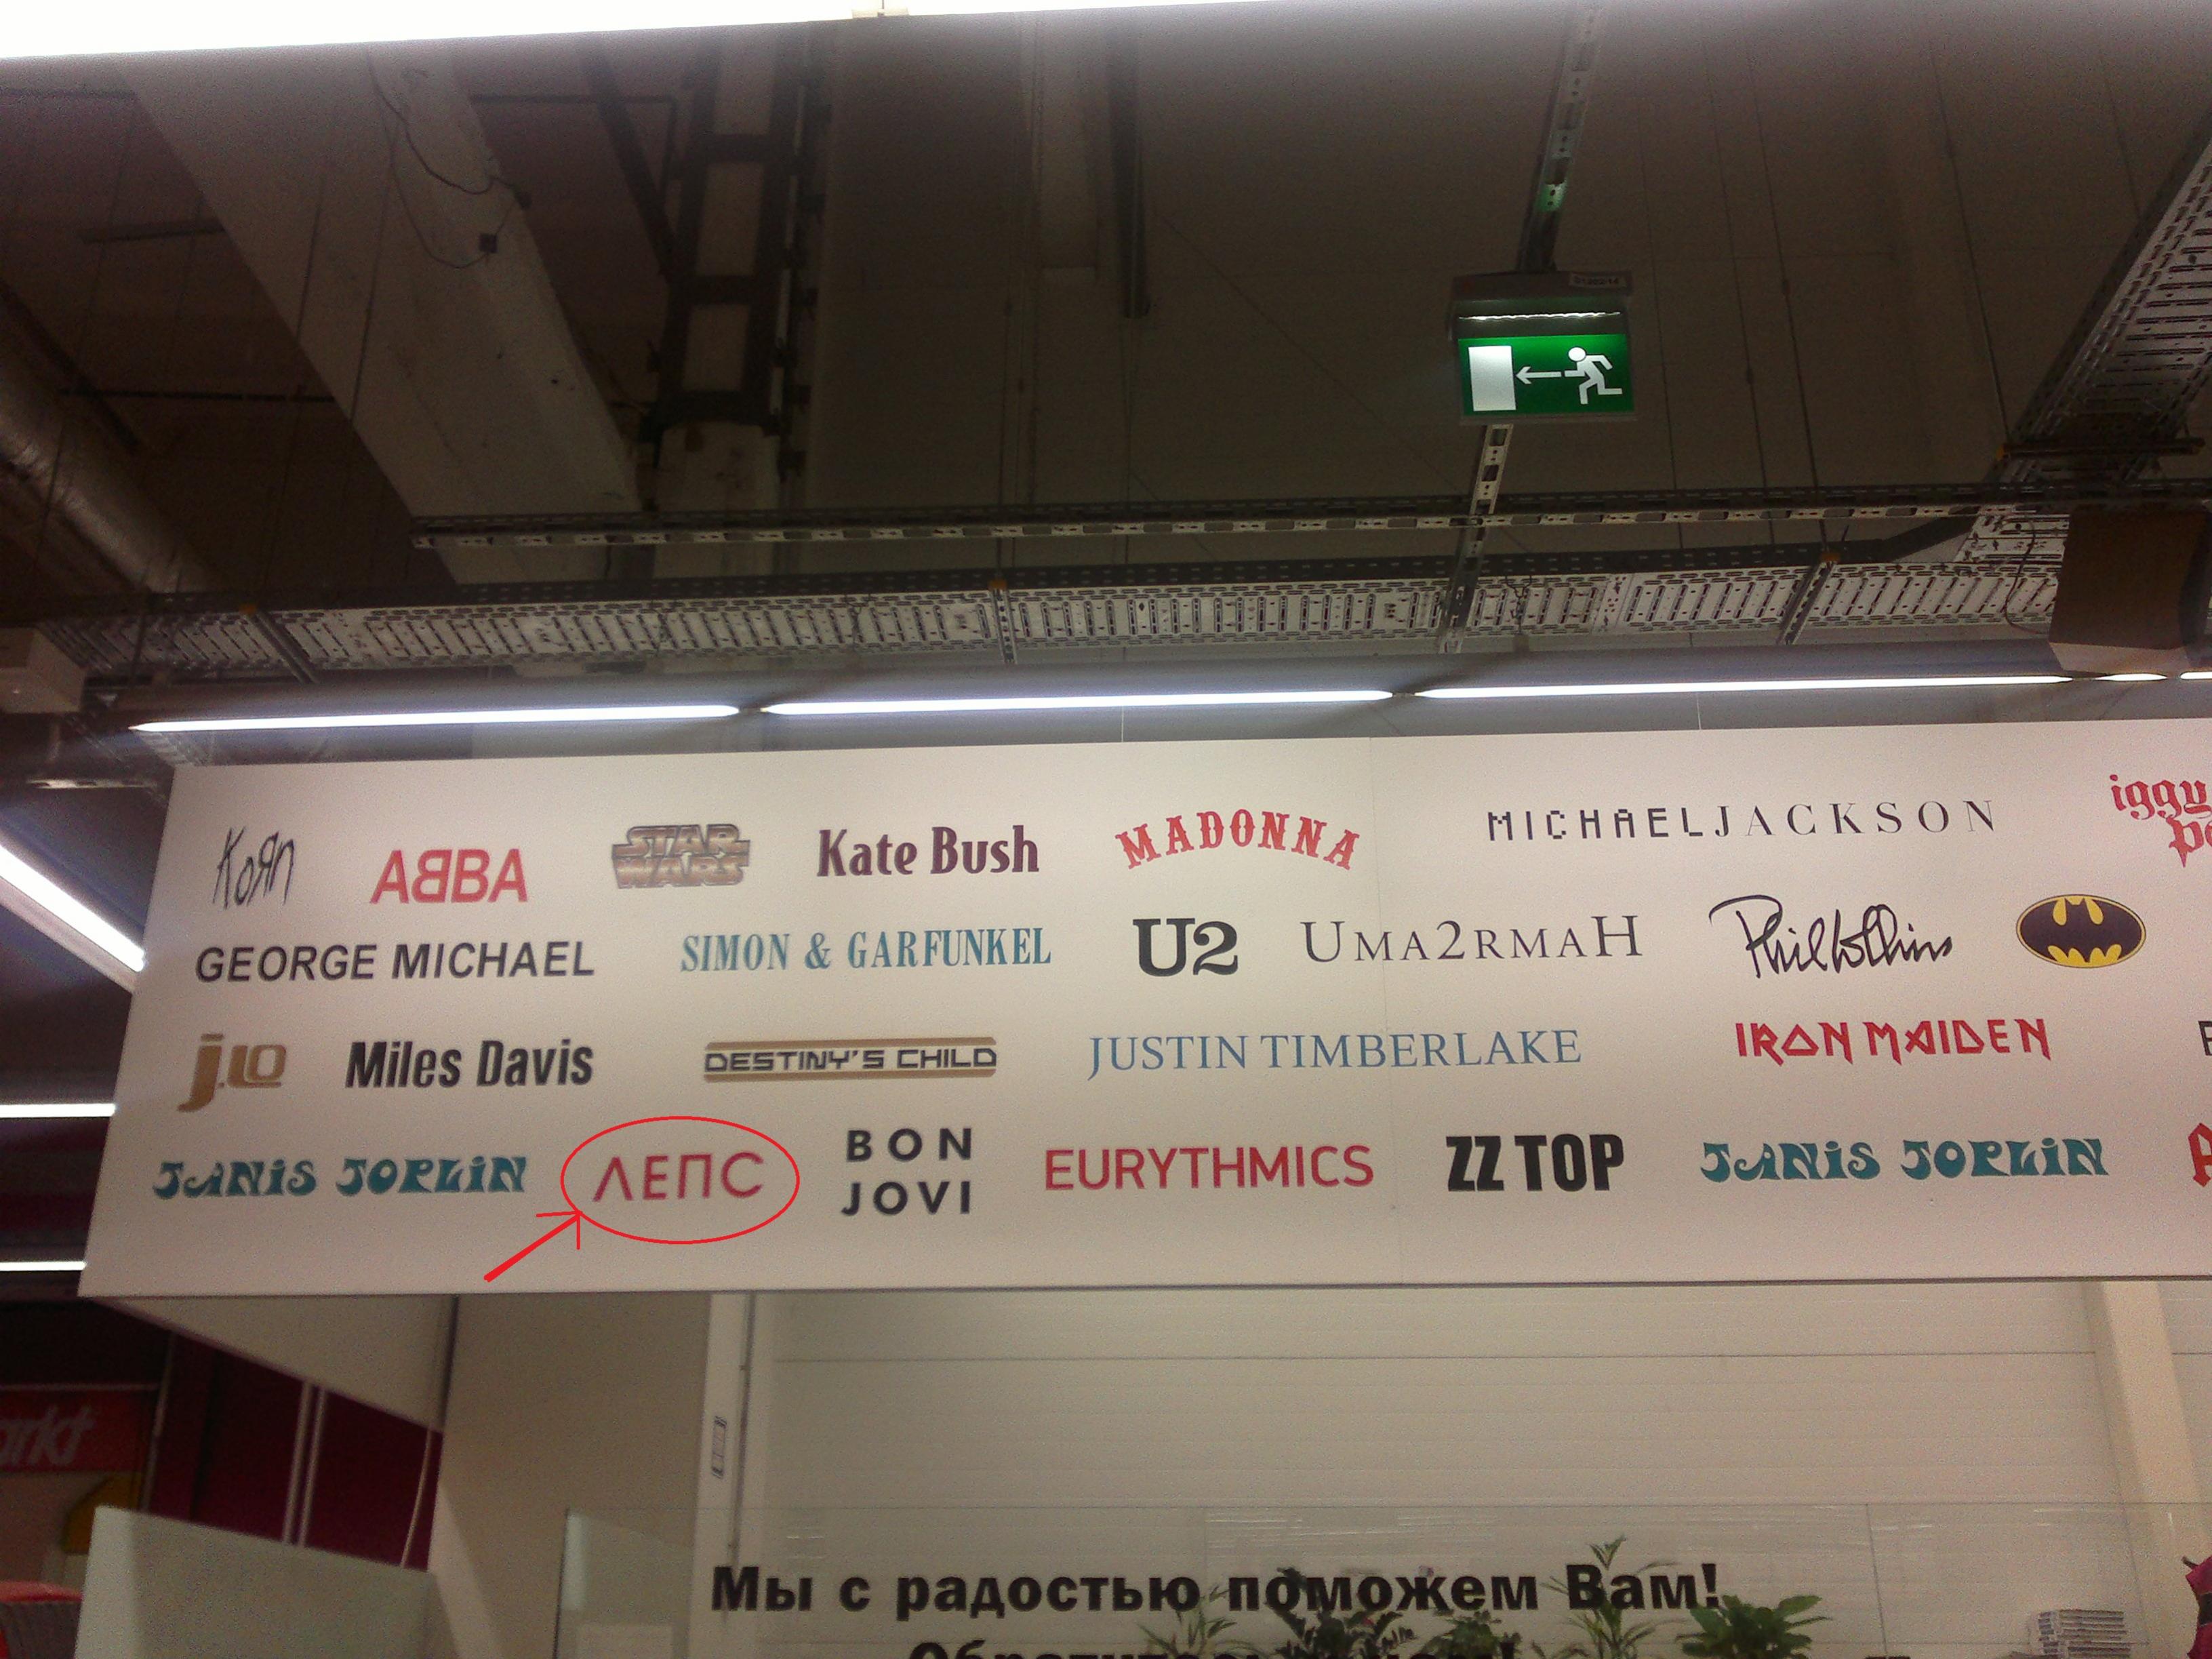 KoЯn ABBA STAR WARS Kate Bush MADONNA MICHAELJACKSON iggy
GEORGE MICHAEL SIMON & GARFUNKEL U2 UMA2RMAH Phil Collins
j.Lo Miles Davis DESTINY'S CHILD JUSTIN TIMBERLAKE IRON MAIDEN
JANiS JOPLiN ΛЕПС BON JOVI EURYTHMICS ZZ TOP JANiS JOPLiN
Мы с радостью поможем Вам!